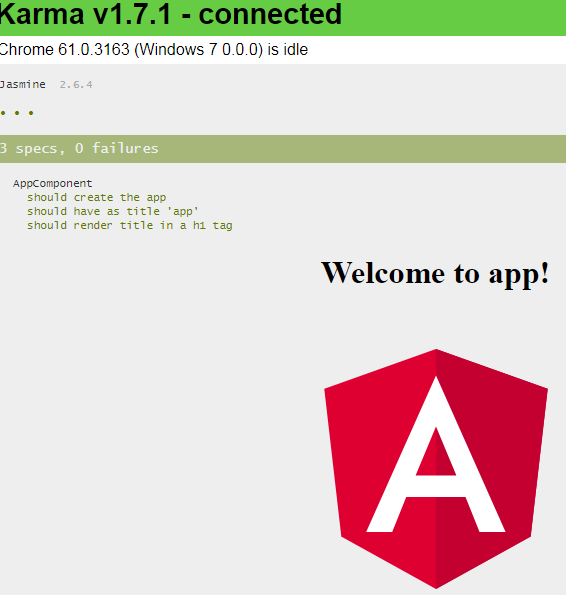 Karma v1.7.1 - connected
Chrome 61.0.3163 (Windows 7 0.0.0) is idle
Jasmine 2.6.4
• • •
3 specs, 0 failures
AppComponent
should create the app
should have as title 'app'
should render title in a h1 tag
Welcome to app!
A